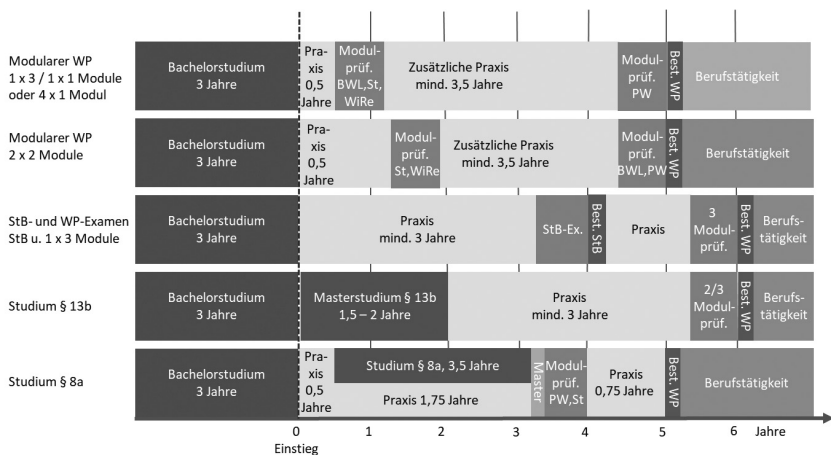 Modularer WP
1 x 3 / 1 x 1 Module
oder 4 x 1 Modul
Bachelorstudium
3 Jahre
Pra-
xis
0,5
Jahre
Modul-
prüf.
BWL,St,
WiRe
Zusätzliche Praxis
mind. 3,5 Jahre
Modul-
prüf.
PW
Best. WP
Berufstätigkeit
Modularer WP
2 x 2 Module
Bachelorstudium
3 Jahre
Pra-
xis
0,5
Jahre
Modul-
prüf.
St,WiRe
Zusätzliche Praxis
mind. 3,5 Jahre
Modul-
prüf.
BWL,PW
Best. WP
Berufstätigkeit
StB- und WP-Examen
StB u. 1 x 3 Module
Bachelorstudium
3 Jahre
Praxis
mind. 3 Jahre
StB-Ex.
Best. StB
Praxis
3
Modul-
prüf.
Best. WP
Berufs-
tätigkeit
Studium § 13b
Bachelorstudium
3 Jahre
Masterstudium § 13b
1,5 – 2 Jahre
Praxis
mind. 3 Jahre
2/3
Modul-
prüf.
Best. WP
Berufs-
tätigkeit
Studium § 8a
Bachelorstudium
3 Jahre
Pra-
xis
0,5
Jahre
Studium § 8a, 3,5 Jahre
Praxis 1,75 Jahre
Master
Modul-
prüf.
PW,St
Praxis
0,75 Jahre
Best. WP
Berufstätigkeit
0 1 2 3 4 5 6 Jahre
Einstieg